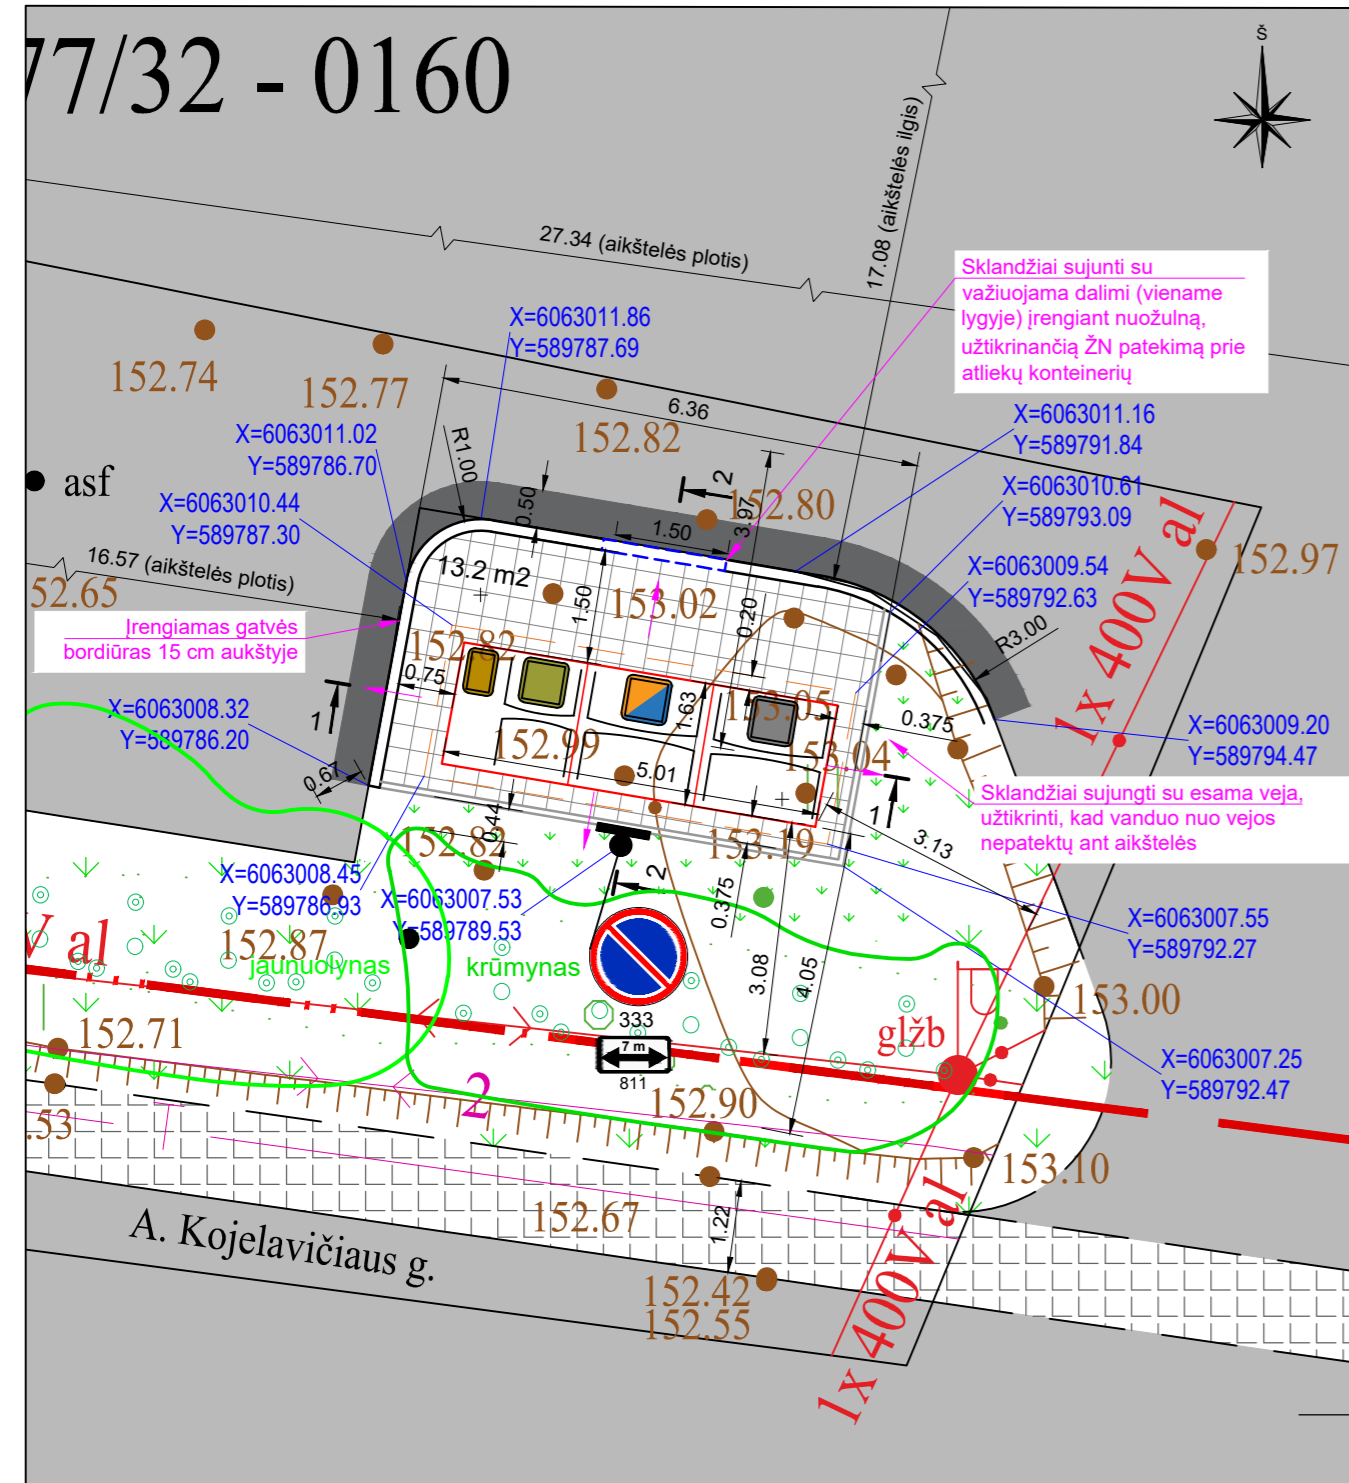 77/32 - 0160
Š
27.34 (aikštelės plotis)
17.08 (aikštelės ilgis)
Sklandžiai sujunti su
važiuojama dalimi (viename
lygyje) įrengiant nuožulną,
užtikrinančią ŽN patekimą prie
atliekų konteinerių
X=6063011.86
Y=589787.69
152.74
152.77
152.82
6.36
X=6063011.16
Y=589791.84
X=6063011.02
Y=589786.70
R1.00
asf
X=6063010.44
Y=589787.30
0.50
2
152.80
3.97
1.50
X=6063010.61
Y=589793.09
1x 400V al
152.97
16.57 (aikštelės plotis)
52.65
13.2 m2
1.50
153.02
0.20
X=6063009.54
Y=589792.63
R3.00
Įrengiamas gatvės
bordiūras 15 cm aukštyje
152.82
0.75
1.63
153.05
0.375
X=6063008.32
Y=589786.20
1
152.99
153.04
X=6063009.20
Y=589794.47
0.67
5.01
1
Sklandžiai sujungti su esama veja,
užtikrinti, kad vanduo nuo vejos
nepatektų ant aikštelės
0.44
152.82
153.19
3.13
X=6063008.45
Y=589786.93
X=6063007.53
Y=589789.53
2
0.375
X=6063007.55
Y=589792.27
152.87
V al
jaunuolynas
krūmynas
3.08
4.05
153.00
333
glžb
7 m
811
152.71
X=6063007.25
Y=589792.47
2
152.90
.53
153.10
152.67
1.22
A. Kojelavičiaus g.
152.42
152.55
1x 400V al